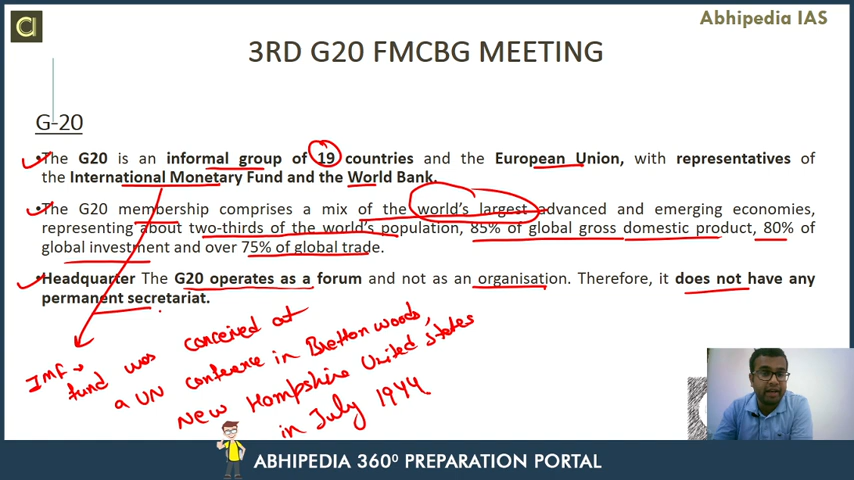 Abhipedia IAS
3RD G20 FMCBG MEETING
G-20
•The G20 is an informal group of 19 countries and the European Union, with representatives of
the International Monetary Fund and the World Bank.
•The G20 membership comprises a mix of the world's largest advanced and emerging economies,
representing about two-thirds of the world's population, 85% of global gross domestic product, 80% of
global investment and over 75% of global trade.
•Headquarter The G20 operates as a forum and not as an organisation. Therefore, it does not have any
permanent secretariat.
IMF →
fund was conceived at
a UN conference in Bretton woods,
New Hompshire United States
in July 1944
ABHIPEDIA 360⁰ PREPARATION PORTAL